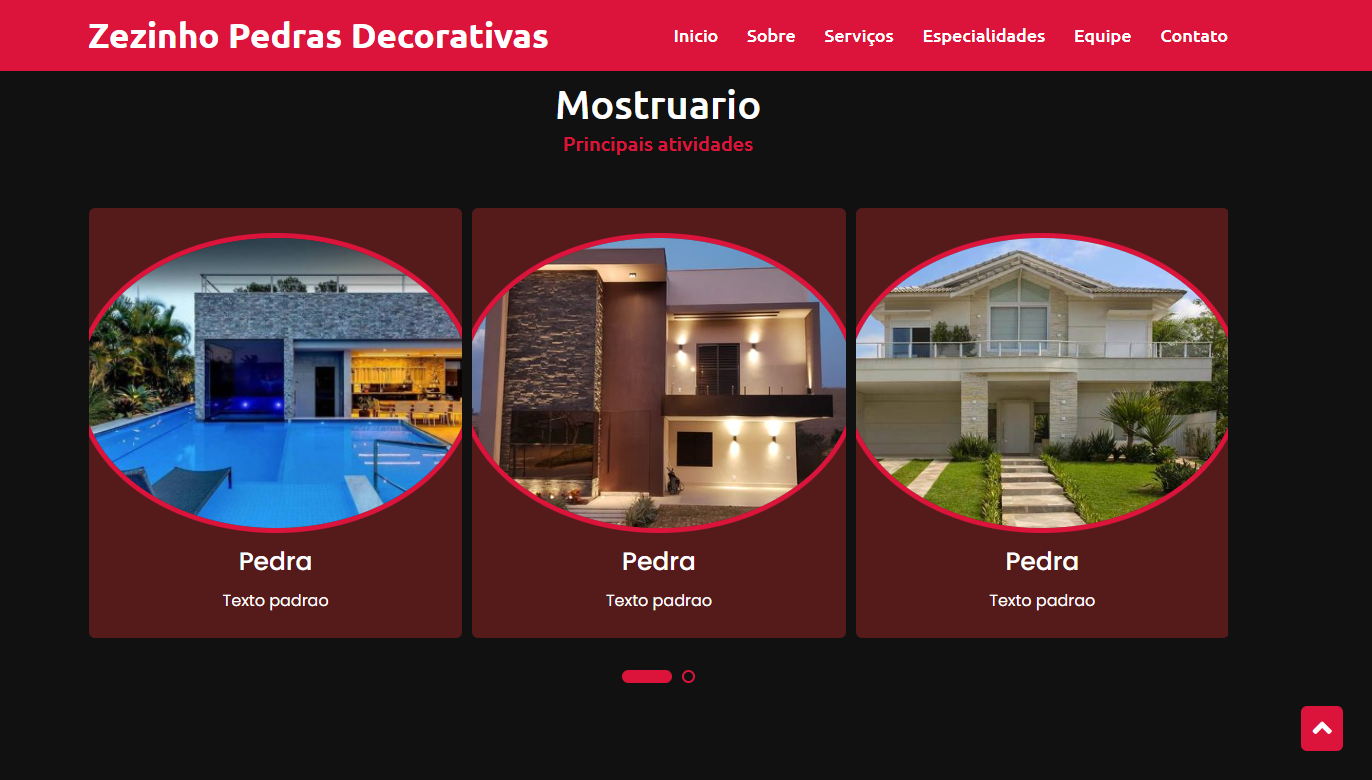 Zezinho Pedras Decorativas
Inicio Sobre Serviços Especialidades Equipe Contato
Mostruario
Principais atividades
Pedra Pedra Pedra
Texto padrao Texto padrao Texto padrao